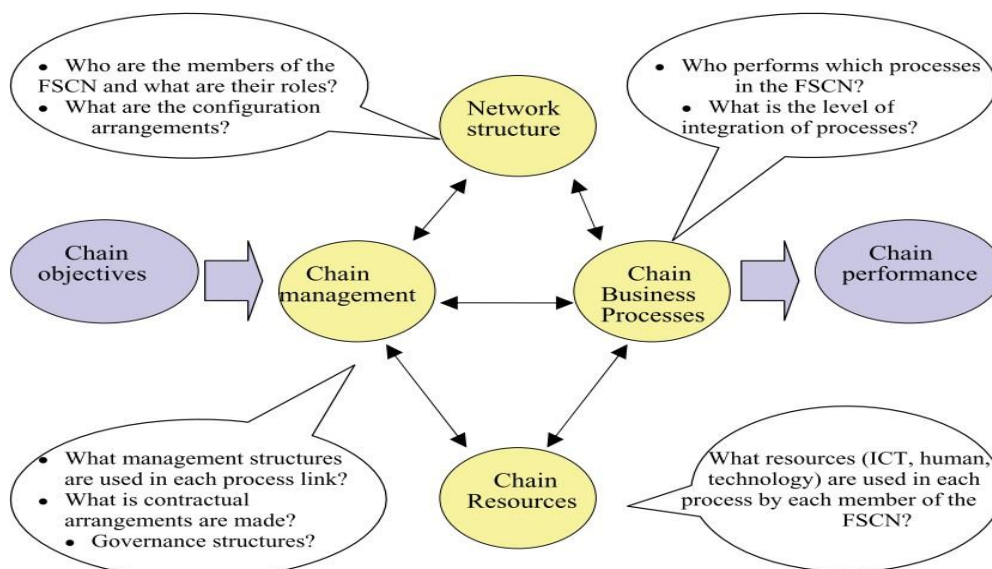 • Who are the members of the
FSCN and what are their roles?
• What are the configuration
arrangements?
Network
structure
• Who performs which processes
in the FSCN?
• What is the level of
integration of processes?
Chain
objectives
Chain
management
Chain
Business
Processes
Chain
performance
• What management structures
are used in each process link?
• What is contractual
arrangements are made?
• Governance structures?
Chain
Resources
What resources (ICT, human,
technology) are used in each
process by each member of the
FSCN?